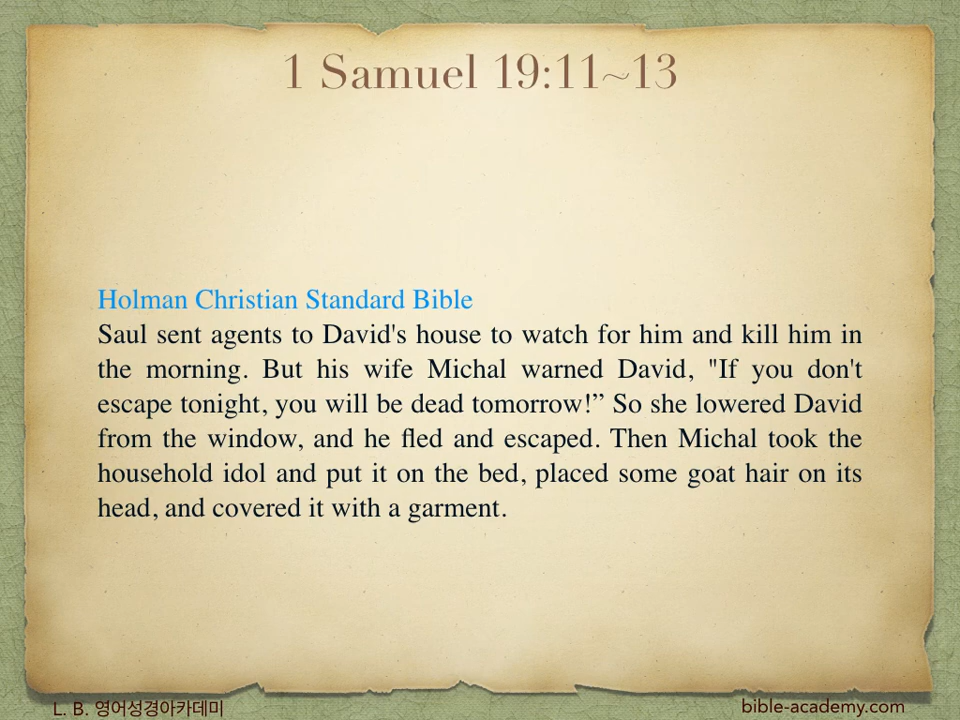 1 Samuel 19:11~13
Holman Christian Standard Bible
Saul sent agents to David's house to watch for him and kill him in
the morning. But his wife Michal warned David, "If you don't
escape tonight, you will be dead tomorrow!” So she lowered David
from the window, and he fled and escaped. Then Michal took the
household idol and put it on the bed, placed some goat hair on its
head, and covered it with a garment.
L. B. 영어성경아카데미
bible-academy.com